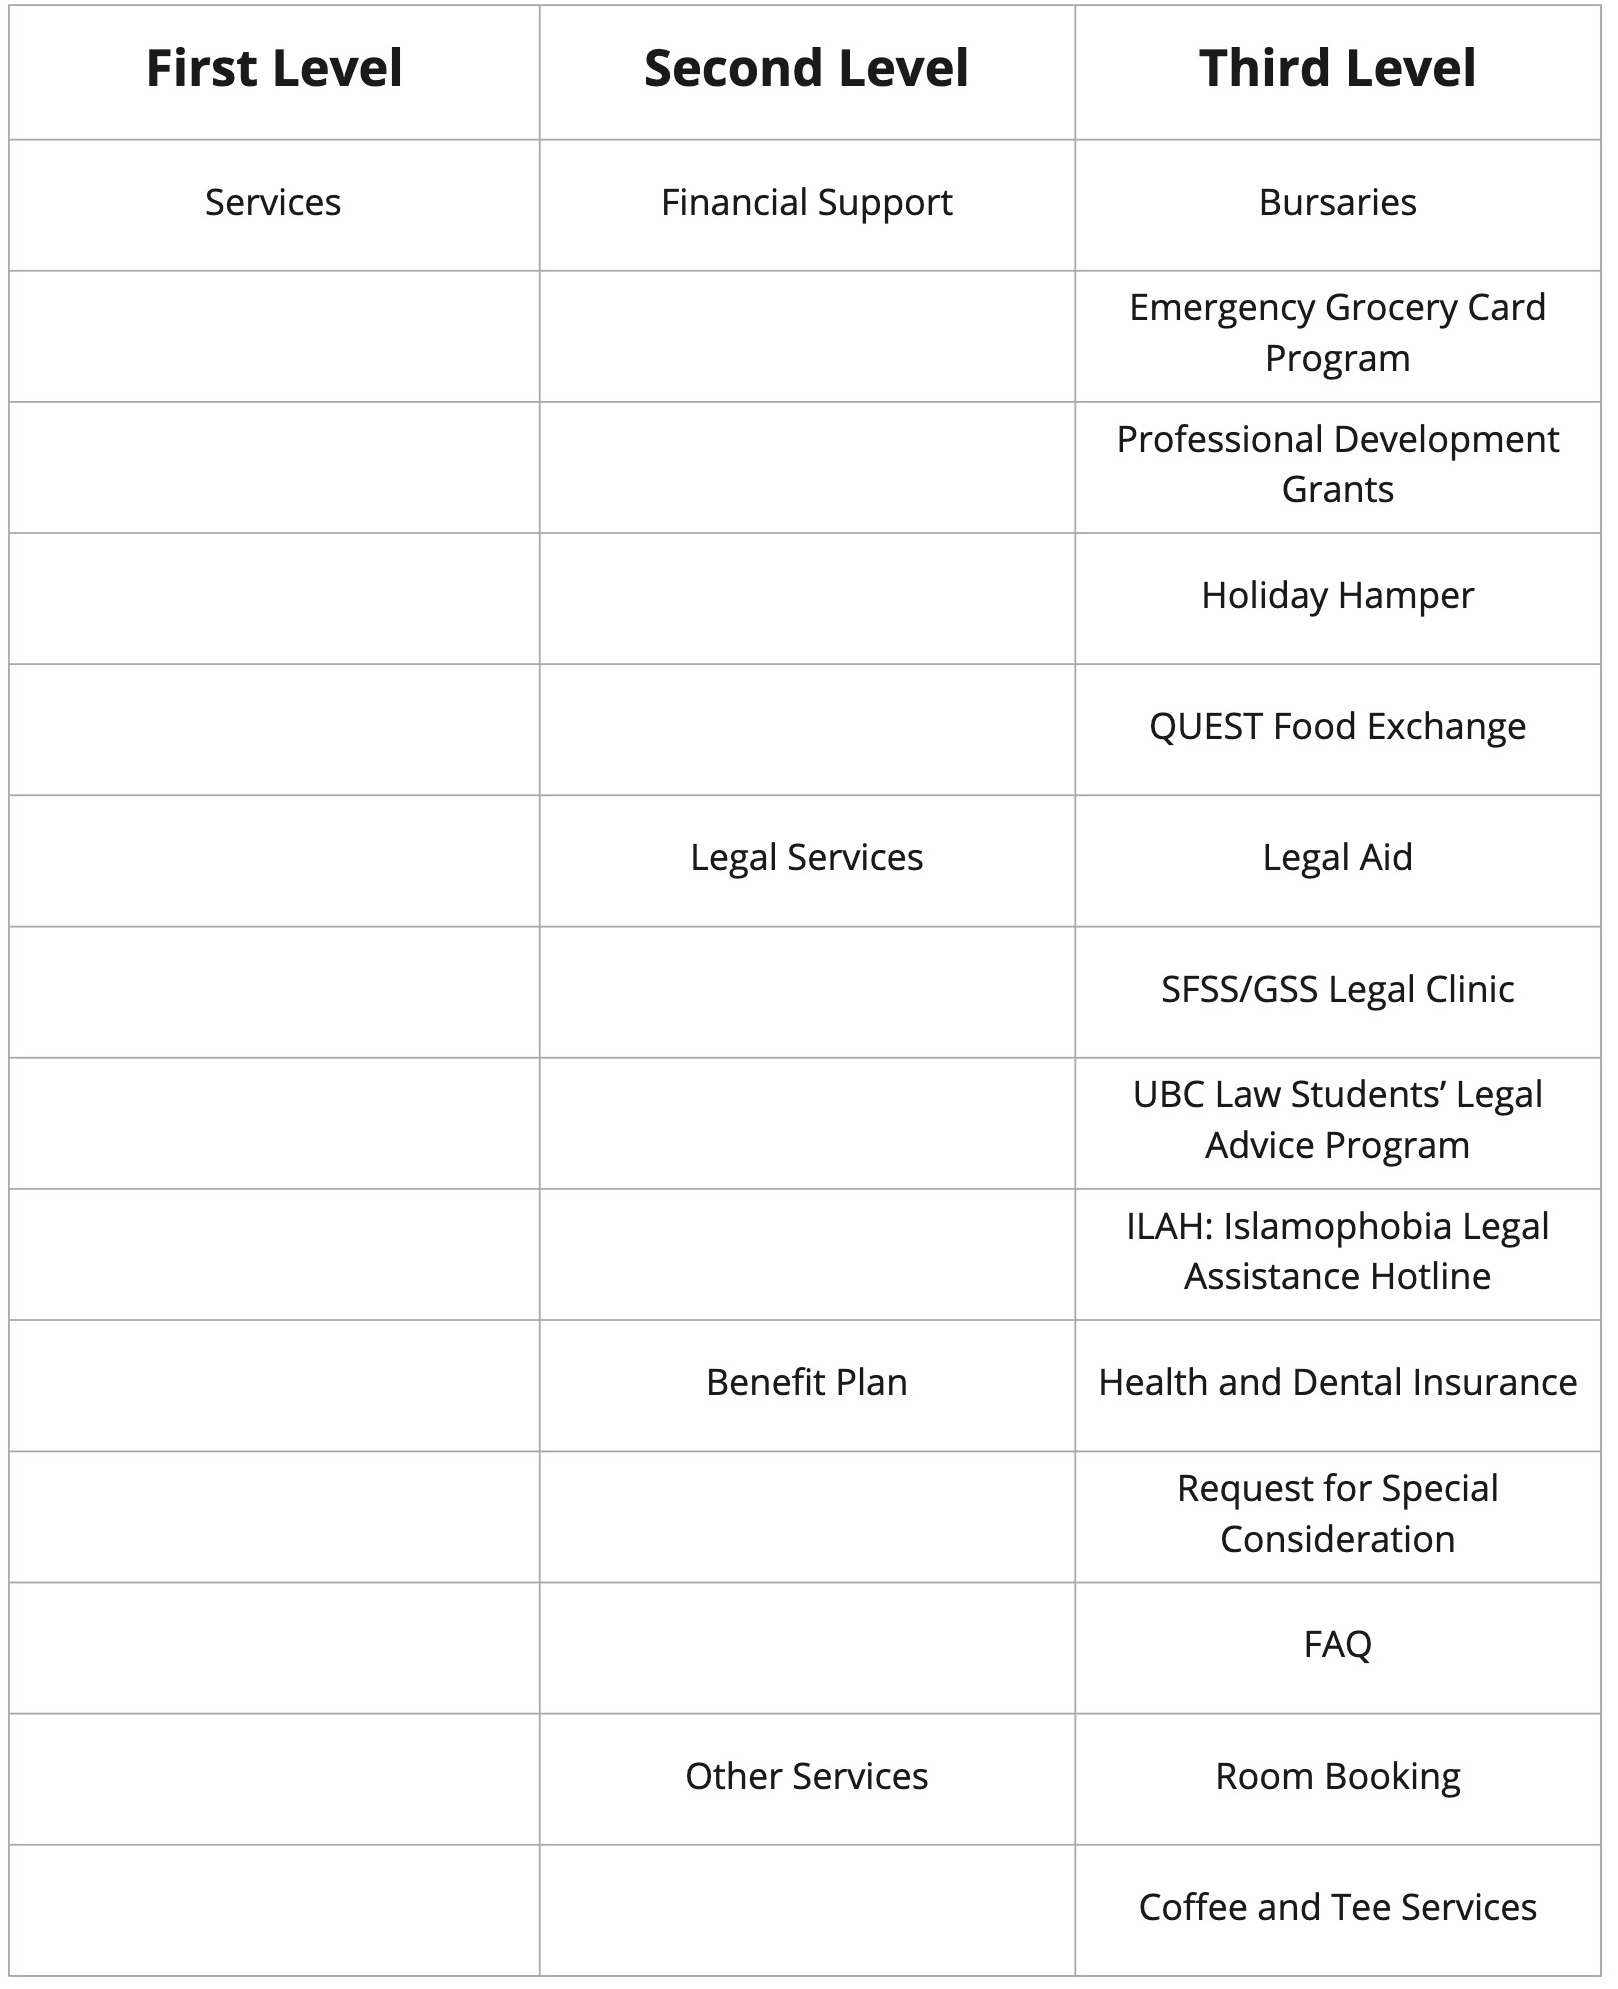 First Level Second Level Third Level
Services Financial Support Bursaries
Emergency Grocery Card
Program
Professional Development
Grants
Holiday Hamper
QUEST Food Exchange
Legal Services Legal Aid
SFSS/GSS Legal Clinic
UBC Law Students’ Legal
Advice Program
ILAH: Islamophobia Legal
Assistance Hotline
Benefit Plan Health and Dental Insurance
Request for Special
Consideration
FAQ
Other Services Room Booking
Coffee and Tee Services